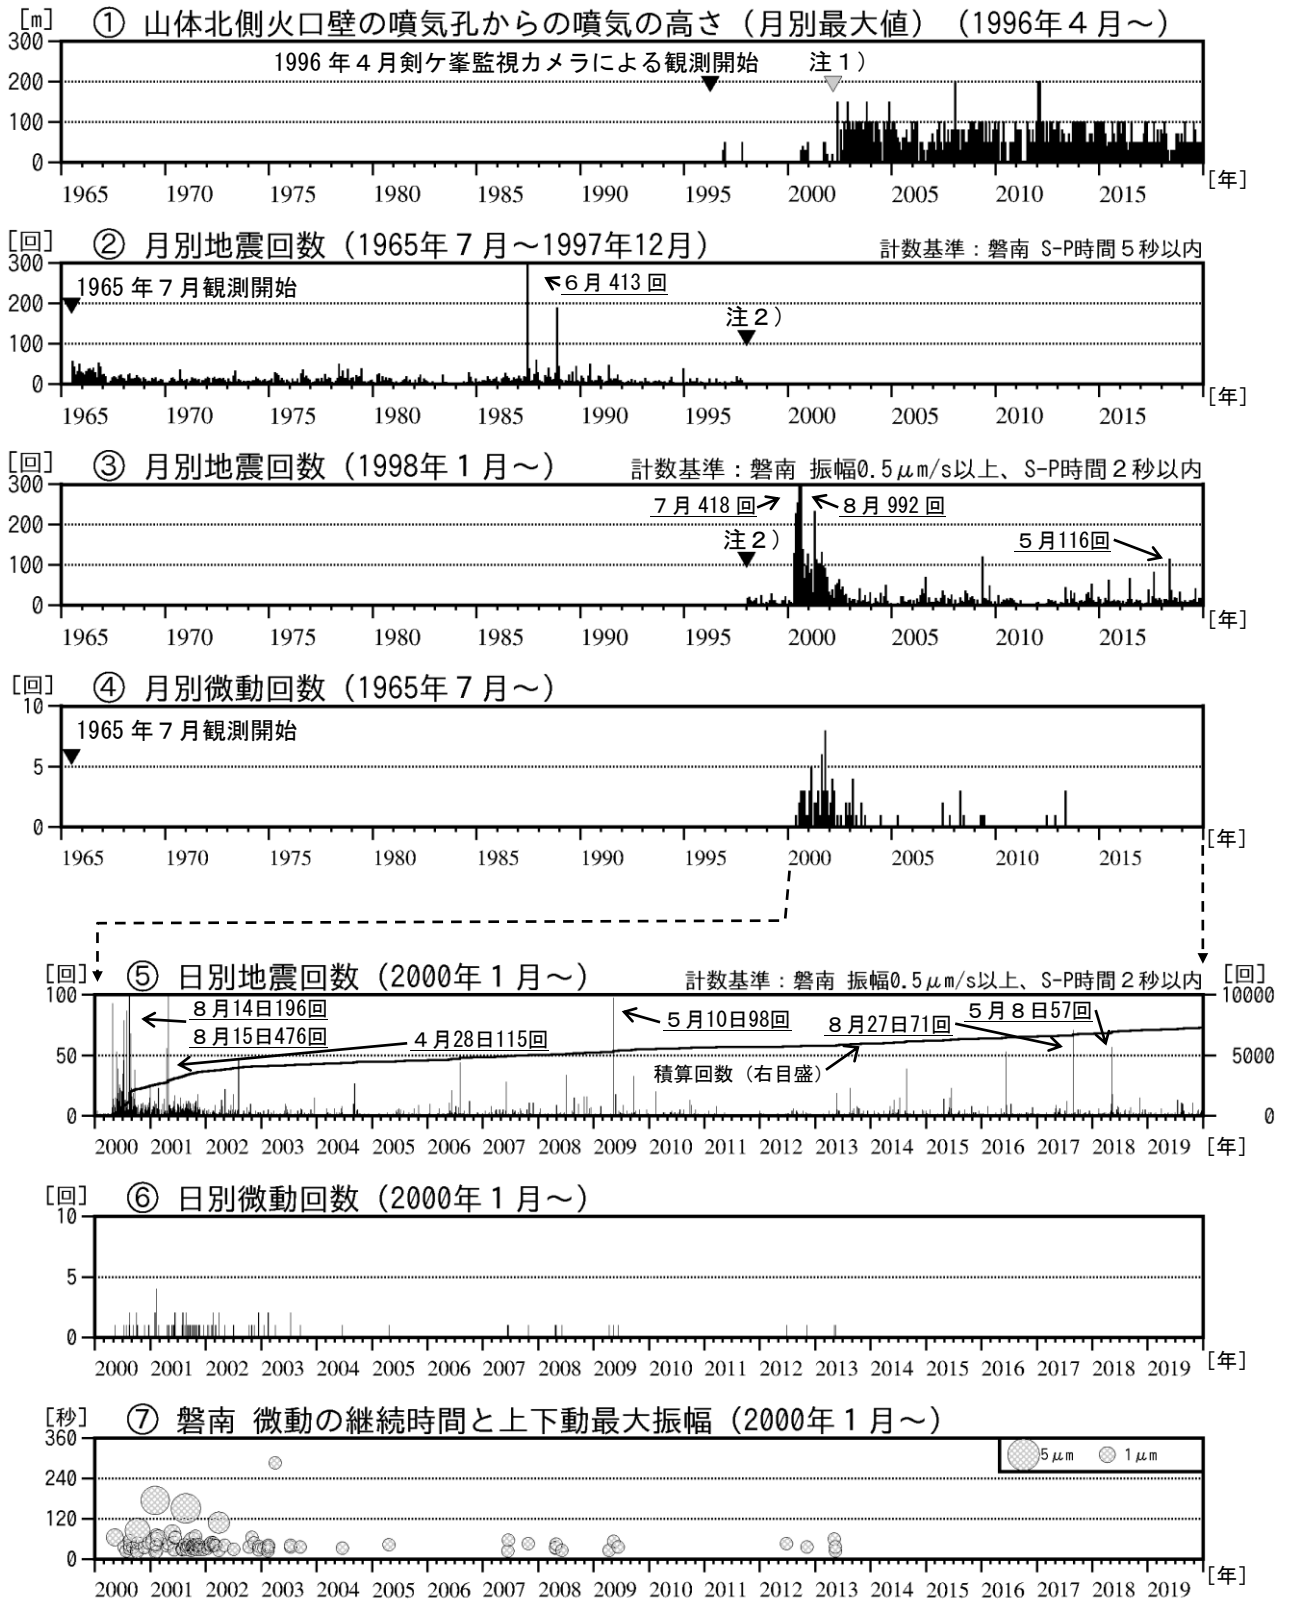 [m] ① 山体北側火口壁の噴気孔からの噴気の高さ（月別最大値）（1996年４月～）
300
1996 年４月剣ケ峯監視カメラによる観測開始 注１）
200
100
0
1965 1970 1975 1980 1985 1990 1995 2000 2005 2010 2015 [年]
[回] ② 月別地震回数（1965年７月～1997年12月） 計数基準：磐南 S-P時間５秒以内
300
1965 年７月観測開始 ６月 413 回
200
注２）
100
0
1965 1970 1975 1980 1985 1990 1995 2000 2005 2010 2015 [年]
[回] ③ 月別地震回数（1998年１月～） 計数基準：磐南 振幅0.5μm/s以上、S-P時間２秒以内
300
７月 418 回 ８月 992 回
200
注２） ５月116回
100
0
1965 1970 1975 1980 1985 1990 1995 2000 2005 2010 2015 [年]
[回] ④ 月別微動回数（1965年７月～）
10
1965 年７月観測開始
5
0
1965 1970 1975 1980 1985 1990 1995 2000 2005 2010 2015 [年]
[回] ⑤ 日別地震回数（2000年１月～） 計数基準：磐南 振幅0.5μm/s以上、S-P時間２秒以内 [回]
100 10000
８月14日196回 ５月８日57回
８月15日476回 ４月28日115回 ５月10日98回 ８月27日71回
50 5000
積算回数（右目盛）
0 0
2000 2001 2002 2003 2004 2005 2006 2007 2008 2009 2010 2011 2012 2013 2014 2015 2016 2017 2018 2019 [年]
[回] ⑥ 日別微動回数（2000年１月～）
10
5
0
2000 2001 2002 2003 2004 2005 2006 2007 2008 2009 2010 2011 2012 2013 2014 2015 2016 2017 2018 2019 [年]
[秒] ⑦ 磐南 微動の継続時間と上下動最大振幅（2000年１月～）
360
5μm 1μm
240
120
0
2000 2001 2002 2003 2004 2005 2006 2007 2008 2009 2010 2011 2012 2013 2014 2015 2016 2017 2018 2019 [年]